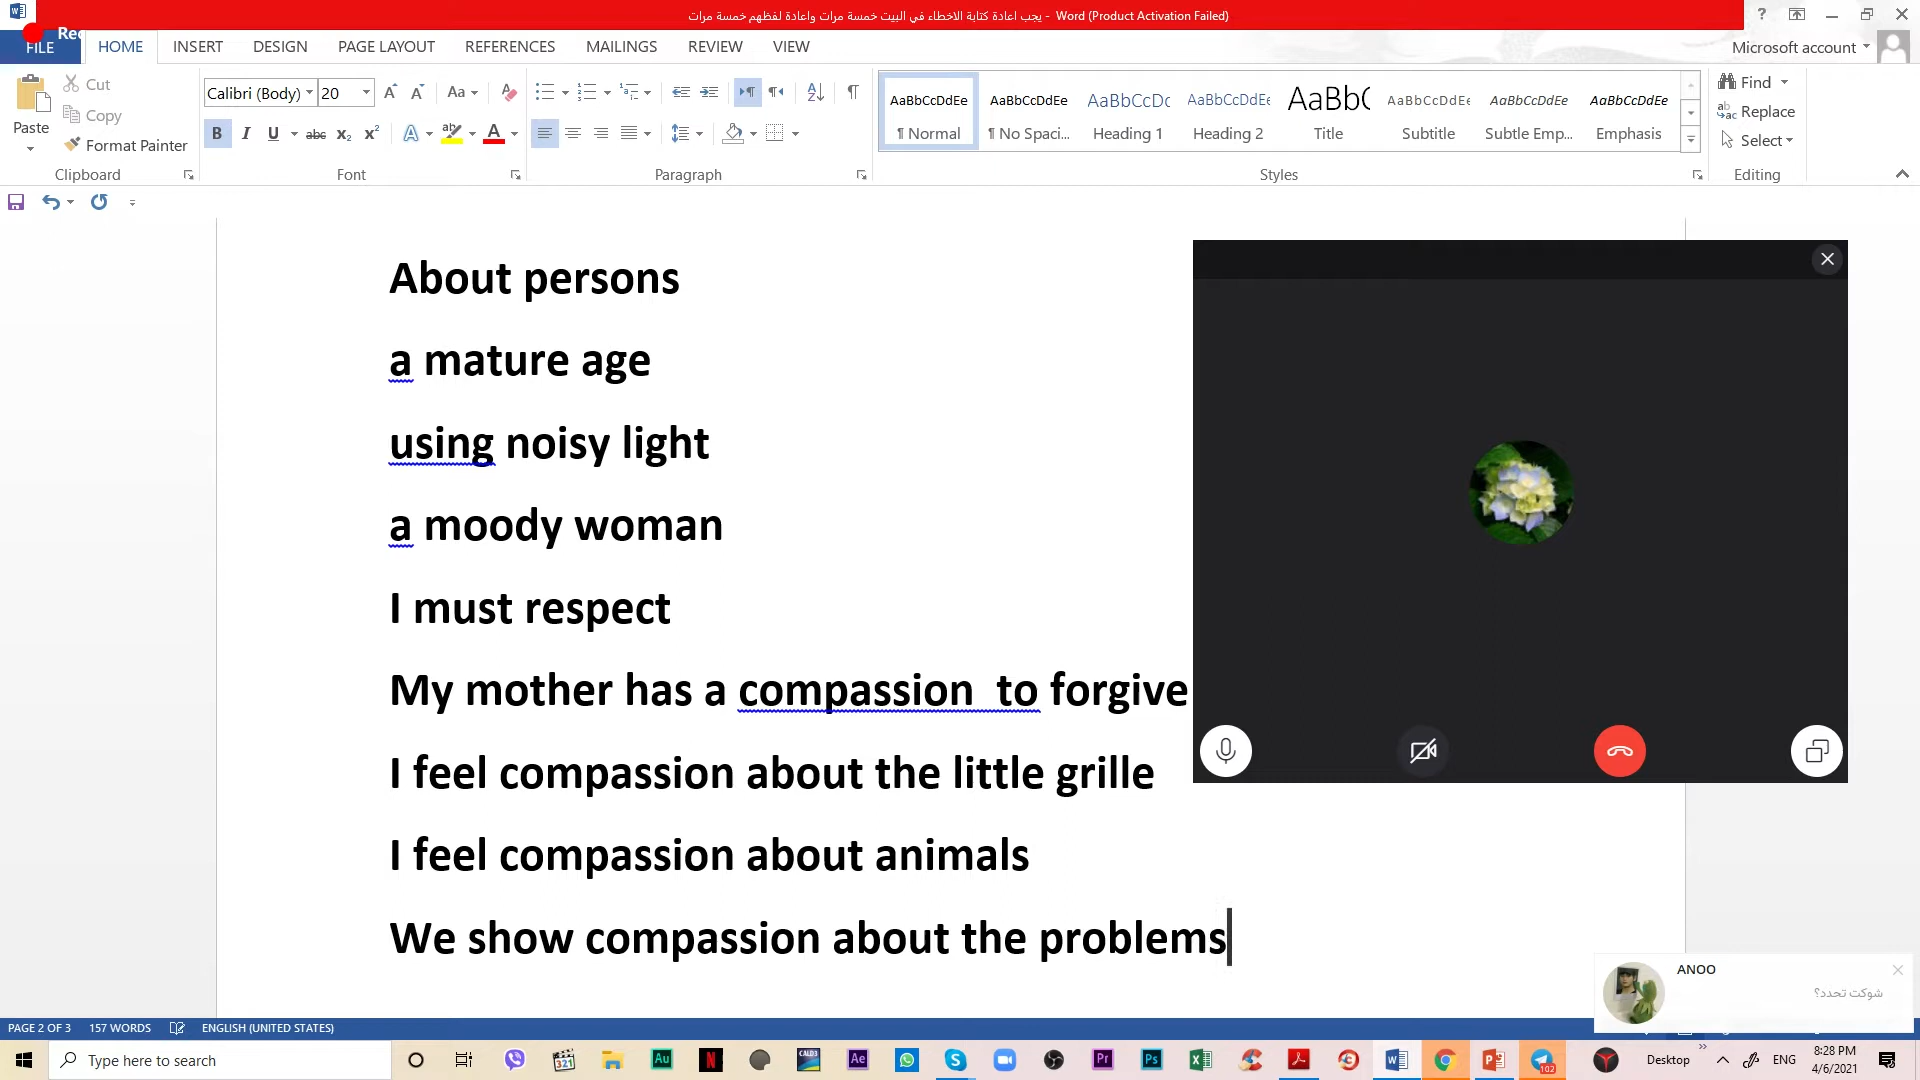 يجب اعادة كتابة الاخطاء في البيت خمسة مرات واعادة لفظهم خمسة مرات - Word (Product Activation Failed)
Rec
FILE HOME INSERT DESIGN PAGE LAYOUT REFERENCES MAILINGS REVIEW VIEW Microsoft account
Paste
Cut
Copy
Format Painter
Clipboard
Calibri (Body) 20
Font
Paragraph
AaBbCcDdEe AaBbCcDdEe AaBbCcDc AaBbCcDdEe AaBb( AaBbCcDdEe AaBbCcDdEe AaBbCcDdEe
¶ Normal ¶ No Spaci... Heading 1 Heading 2 Title Subtitle Subtle Emp... Emphasis
Styles
Find
Replace
Select
Editing
About persons
a mature age
using noisy light
a moody woman
I must respect
My mother has a compassion to forgive
I feel compassion about the little grille
I feel compassion about animals
We show compassion about the problems
ANOO
شوكت تحدد؟
PAGE 2 OF 3 157 WORDS ENGLISH (UNITED STATES)
Type here to search
Desktop
ENG
8:28 PM
4/6/2021